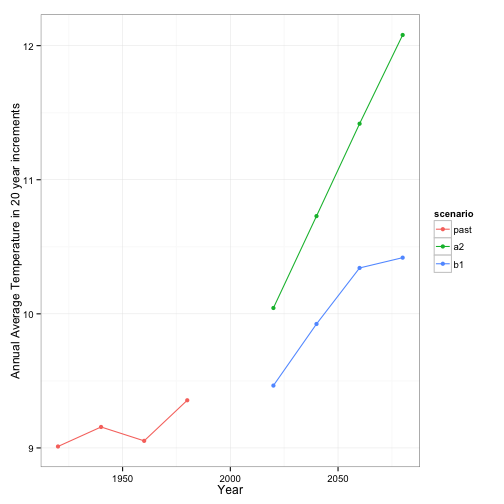 Annual Average Temperature in 20 year increments
12
11
10
9
1950
2000
2050
Year
scenario
past
a2
b1